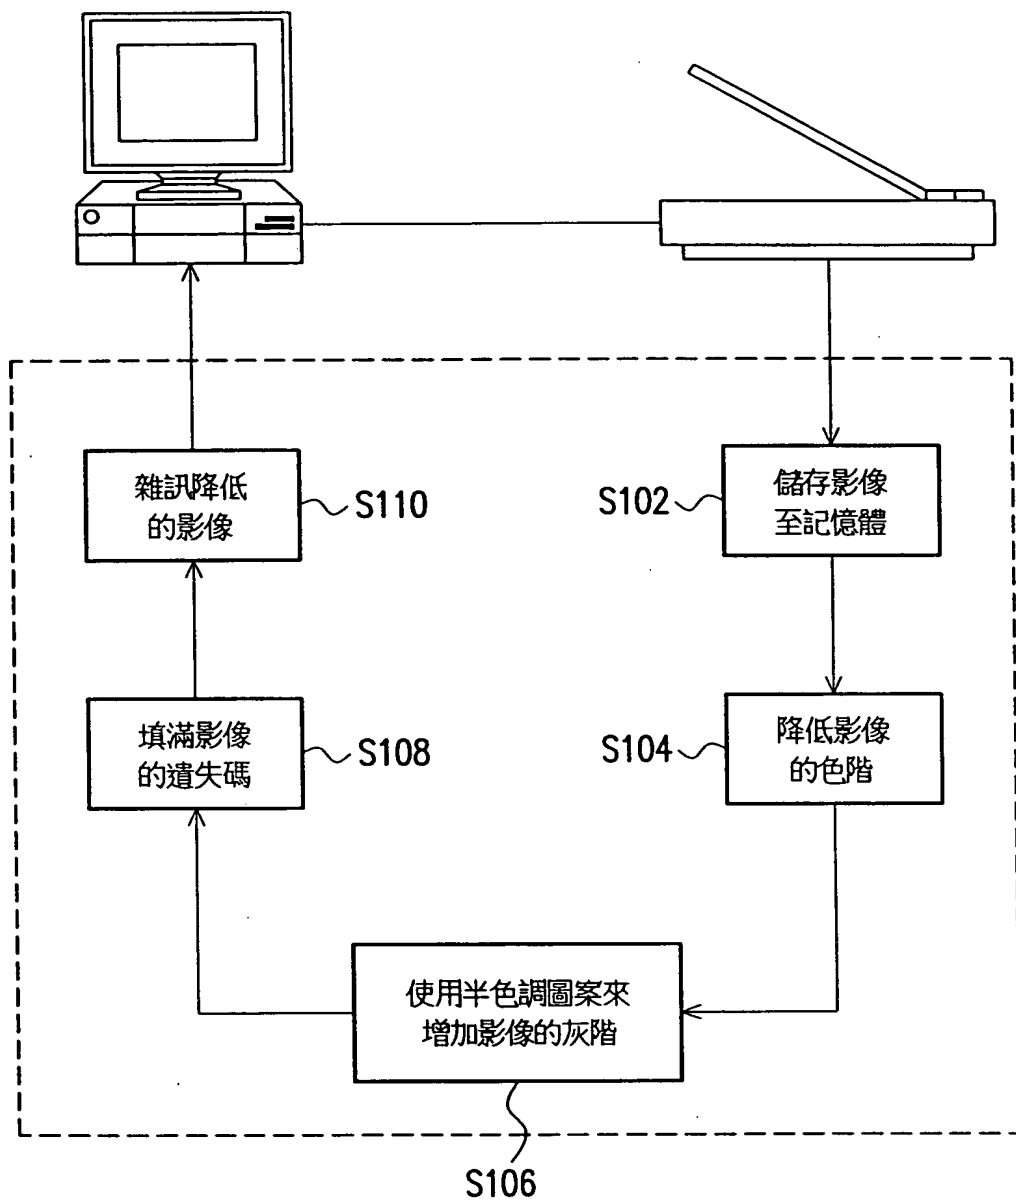 儲存影像
至記憶體
S102
降低影像
的色階
S104
使用半色調圖案來
增加影像的灰階
S106
填滿影像
的遺失碼
S108
雜訊降低
的影像
S110